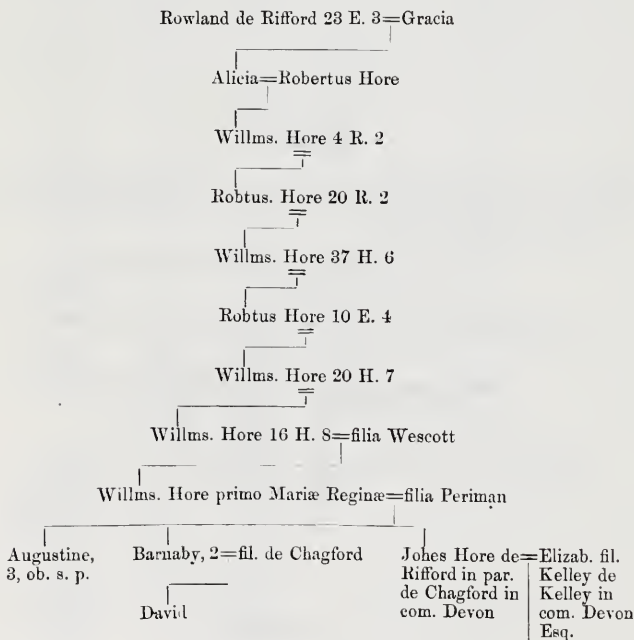 Rowland de Rifford 23 E. 3=Gracia
Alicia=Robertus Hore
Willms. Hore 4 R. 2
Robtus. Hore 20 R. 2
Willms. Hore 37 H. 6
Robtus Hore 10 E. 4
Willms. Hore 20 H. 7
Willms. Hore 16 H. 8=filia Wescott
Willms. Hore primo Mariæ Reginæ=filia Periman
Augustine,
3, ob. s. p.
Barnaby, 2=fil. de Chagford
David
Johes Hore de=Elizab. fil.
Rifford in par. Kelley de
de Chagford in Kelley in
com. Devon com. Devon
Esq.